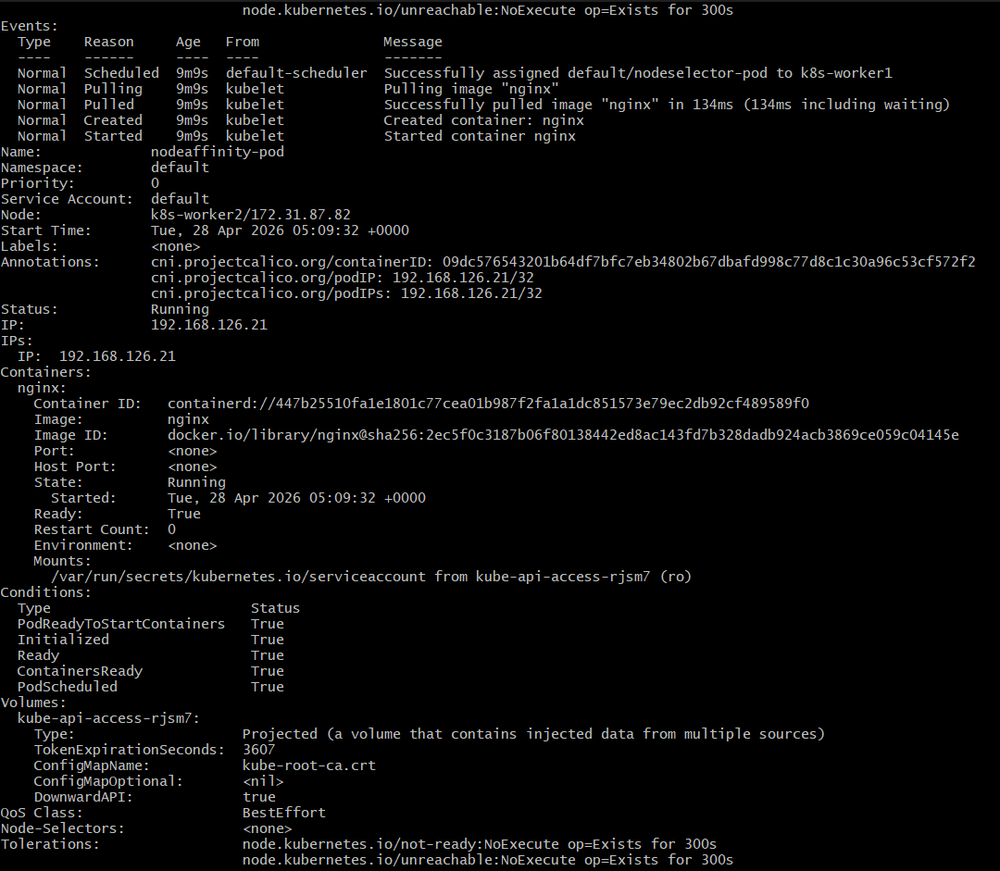 node.kubernetes.io/unreachable:NoExecute op=Exists for 300s
Events:
  Type    Reason     Age   From               Message
  ----    ------     ----  ----               -------
  Normal  Scheduled  9m9s  default-scheduler  Successfully assigned default/nodeselector-pod to k8s-worker1
  Normal  Pulling    9m9s  kubelet            Pulling image "nginx"
  Normal  Pulled     9m9s  kubelet            Successfully pulled image "nginx" in 134ms (134ms including waiting)
  Normal  Created    9m9s  kubelet            Created container: nginx
  Normal  Started    9m9s  kubelet            Started container nginx
Name:             nodeaffinity-pod
Namespace:        default
Priority:         0
Service Account:  default
Node:             k8s-worker2/172.31.87.82
Start Time:       Tue, 28 Apr 2026 05:09:32 +0000
Labels:           <none>
Annotations:      cni.projectcalico.org/containerID: 09dc576543201b64df7bfc7eb34802b67dbafd998c77d8c1c30a96c53cf572f2
                  cni.projectcalico.org/podIP: 192.168.126.21/32
                  cni.projectcalico.org/podIPs: 192.168.126.21/32
Status:           Running
IP:               192.168.126.21
IPs:
  IP:  192.168.126.21
Containers:
  nginx:
    Container ID:   containerd://447b25510fa1e1801c77cea01b987f2fa1a1dc851573e79ec2db92cf489589f0
    Image:          nginx
    Image ID:       docker.io/library/nginx@sha256:2ec5f0c3187b06f80138442ed8ac143fd7b328dadb924acb3869ce059c04145e
    Port:           <none>
    Host Port:      <none>
    State:          Running
      Started:      Tue, 28 Apr 2026 05:09:32 +0000
    Ready:          True
    Restart Count:  0
    Environment:    <none>
    Mounts:
      /var/run/secrets/kubernetes.io/serviceaccount from kube-api-access-rjsm7 (ro)
Conditions:
  Type                        Status
  PodReadyToStartContainers   True
  Initialized                 True
  Ready                       True
  ContainersReady             True
  PodScheduled                True
Volumes:
  kube-api-access-rjsm7:
    Type:                    Projected (a volume that contains injected data from multiple sources)
    TokenExpirationSeconds:  3607
    ConfigMapName:           kube-root-ca.crt
    ConfigMapOptional:       <nil>
    DownwardAPI:             true
QoS Class:                   BestEffort
Node-Selectors:              <none>
Tolerations:                 node.kubernetes.io/not-ready:NoExecute op=Exists for 300s
                             node.kubernetes.io/unreachable:NoExecute op=Exists for 300s